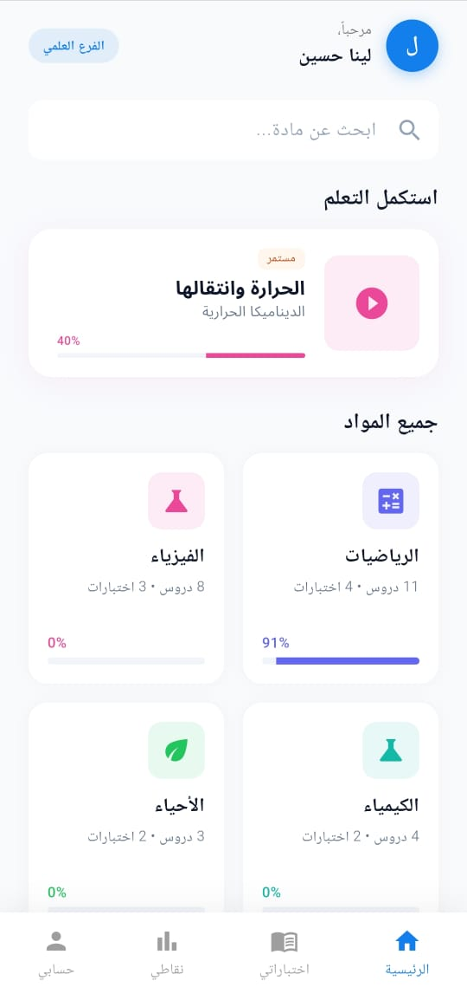 ل
مرحباً،
لينا حسين
الفرع العلمي
ابحث عن مادة...
استكمل التعلم
مستمر
الحرارة وانتقالها
الديناميكا الحرارية
40%
جميع المواد
الرياضيات
11 دروس • 4 اختبارات
91%
الفيزياء
8 دروس • 3 اختبارات
0%
الكيمياء
4 دروس • 2 اختبارات
0%
الأحياء
3 دروس • 2 اختبارات
0%
الرئيسية
اختباراتي
نقاطي
حسابي